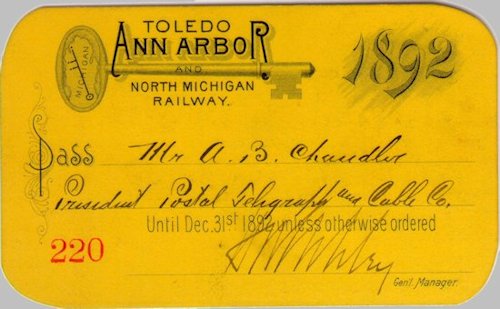 TOLEDO
ANN ARBOR
AND
NORTH MICHIGAN
RAILWAY.
MICHIGAN
1892
Pass Mr A. B. Chandler
President Postal Telegraph and Cable Co.
Until Dec. 31st 1892 unless otherwise ordered
220
Gen'l. Manager.